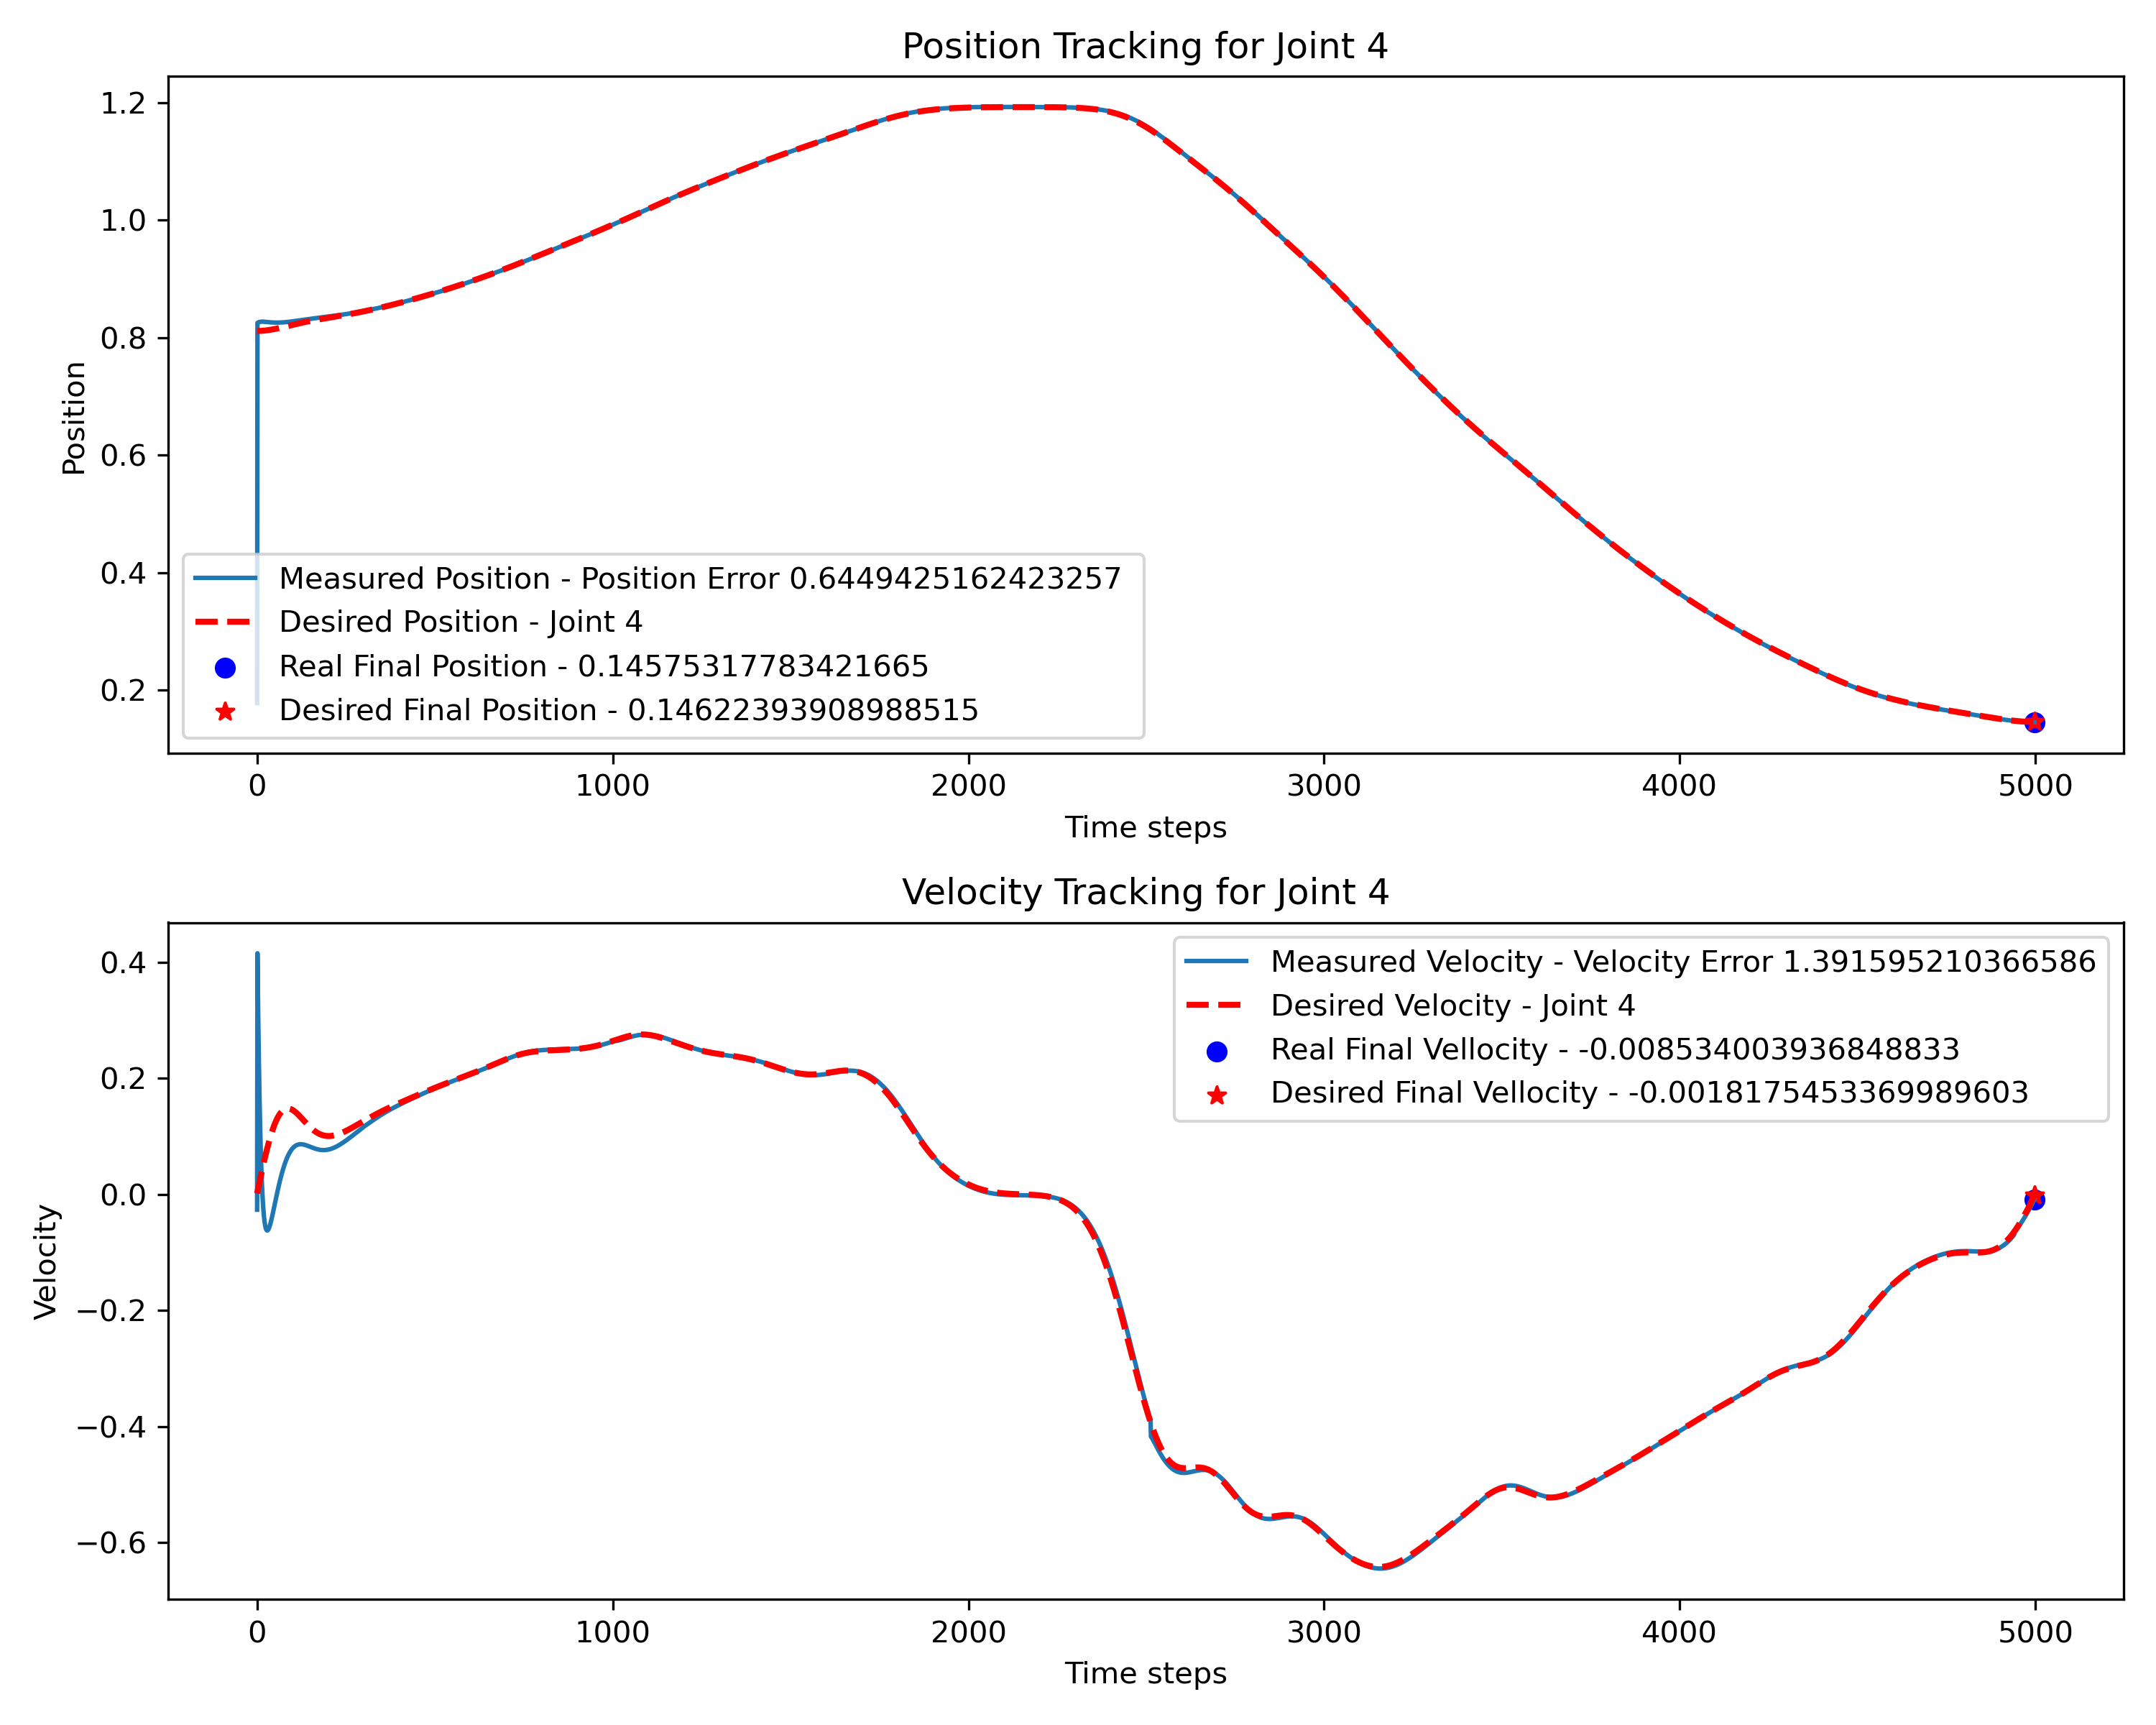 Position Tracking for Joint 4
1.2
1.0
0.8
0.6
0.4
0.2
Position
Measured Position - Position Error 0.6449425162423257
Desired Position - Joint 4
Real Final Position - 0.14575317783421665
Desired Final Position - 0.14622393908988515
0 1000 2000 3000 4000 5000
Time steps
Velocity Tracking for Joint 4
0.4
0.2
0.0
−0.2
−0.4
−0.6
Velocity
Measured Velocity - Velocity Error 1.391595210366586
Desired Velocity - Joint 4
Real Final Vellocity - -0.008534003936848833
Desired Final Vellocity - -0.0018175453369989603
0 1000 2000 3000 4000 5000
Time steps